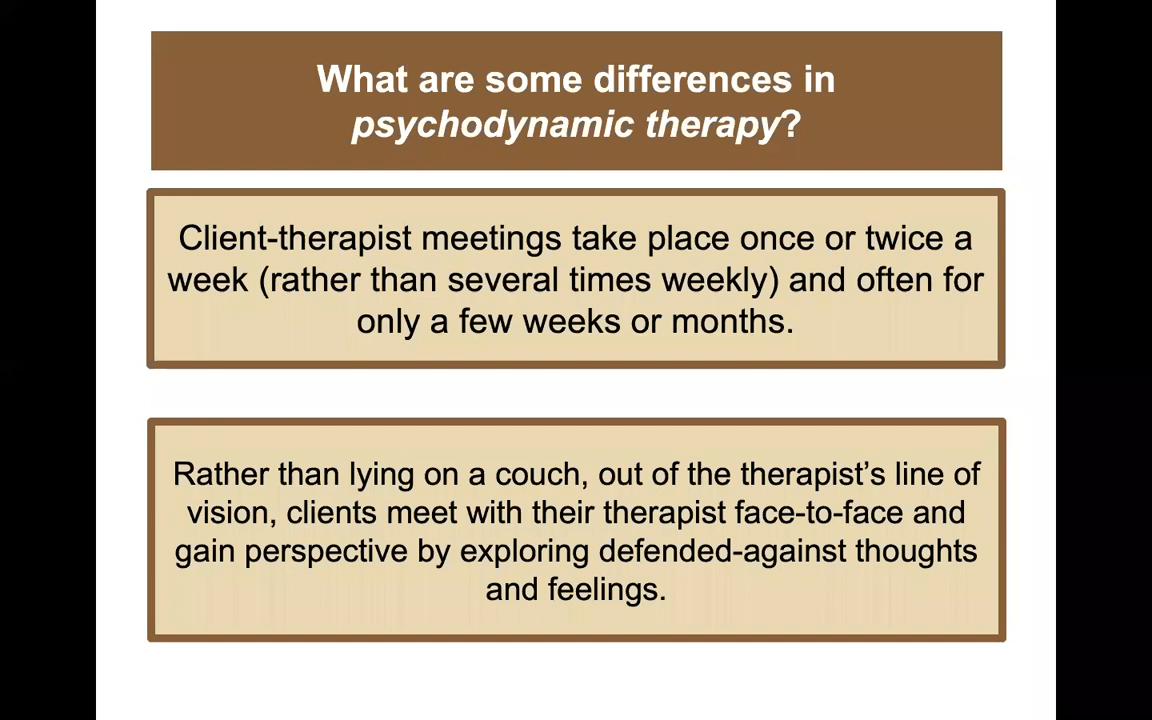 What are some differences in
psychodynamic therapy?
Client-therapist meetings take place once or twice a
week (rather than several times weekly) and often for
only a few weeks or months.
Rather than lying on a couch, out of the therapist’s line of
vision, clients meet with their therapist face-to-face and
gain perspective by exploring defended-against thoughts
and feelings.